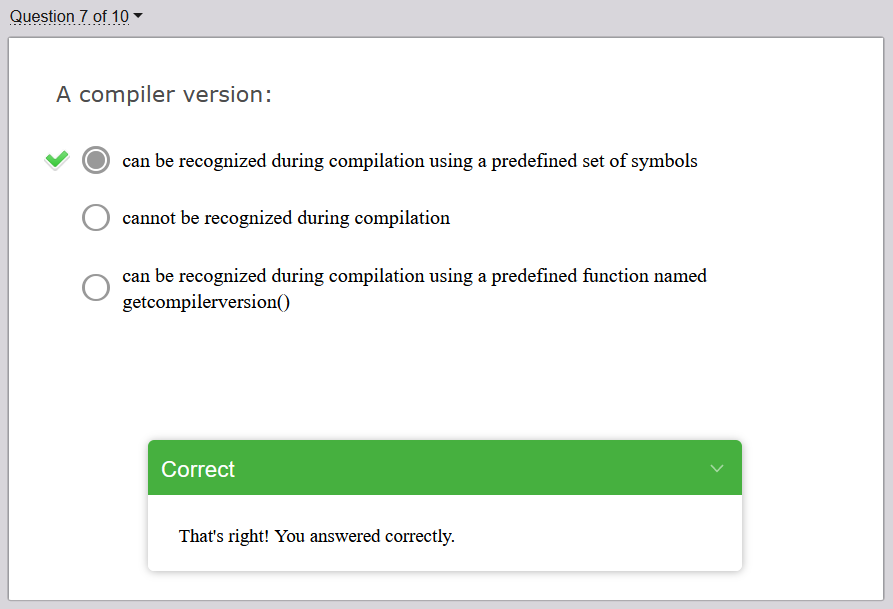 Question 7 of 10
A compiler version:
can be recognized during compilation using a predefined set of symbols
cannot be recognized during compilation
can be recognized during compilation using a predefined function named
getcompilerversion()
Correct
That's right! You answered correctly.